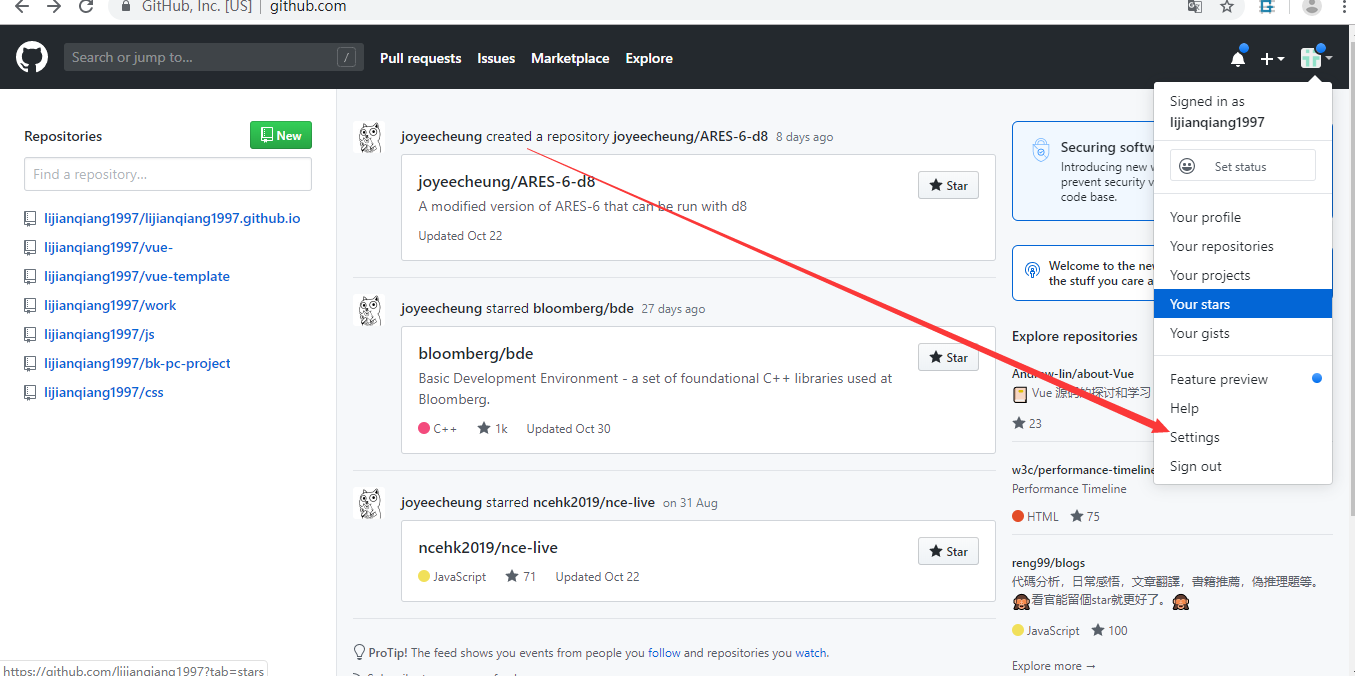 GitHub, Inc. [US] | github.com
Search or jump to... /
Pull requests Issues Marketplace Explore
Repositories
New
Find a repository...
lijianqiang1997/lijianqiang1997.github.io
lijianqiang1997/vue-
lijianqiang1997/vue-template
lijianqiang1997/work
lijianqiang1997/js
lijianqiang1997/bk-pc-project
lijianqiang1997/css
joyeecheung created a repository joyeecheung/ARES-6-d8 8 days ago
joyeecheung/ARES-6-d8
Star
A modified version of ARES-6 that can be run with d8
Updated Oct 22
joyeecheung starred bloomberg/bde 27 days ago
bloomberg/bde
Star
Basic Development Environment - a set of foundational C++ libraries used at
Bloomberg.
C++ 1k Updated Oct 30
joyeecheung starred ncehk2019/nce-live on 31 Aug
ncehk2019/nce-live
Star
JavaScript 71 Updated Oct 22
ProTip! The feed shows you events from people you follow and repositories you watch.
Securing softw
Introducing new w
prevent security v
code base.
Welcome to the new
the stuff you care a
Explore repositories
Andrew-lin/about-Vue
Vue 源码的探讨和学习
23
w3c/performance-timeline
Performance Timeline
HTML 75
reng99/blogs
代碼分析，日常感悟，文章翻譯，書籍推薦，偽推理題等。
看官能留個star就更好了。
JavaScript 100
Explore more →
Signed in as
lijianqiang1997
Set status
Your profile
Your repositories
Your projects
Your stars
Your gists
Feature preview
Help
Settings
Sign out
https://github.com/lijianqiang1997?tab=stars